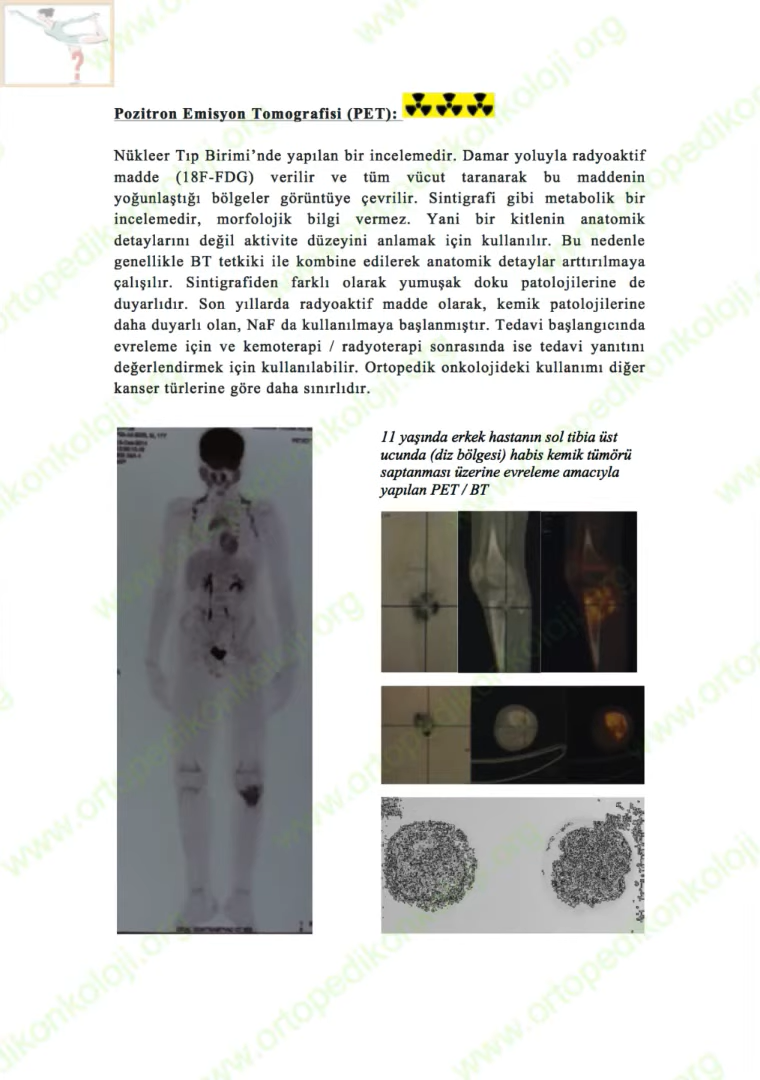 Pozitron Emisyon Tomografisi (PET):
Nükleer Tıp Birimi’nde yapılan bir incelemedir. Damar yoluyla radyoaktif
madde (18F-FDG) verilir ve tüm vücut taranarak bu maddenin
yoğunlaştığı bölgeler görüntüye çevrilir. Sintigrafi gibi metabolik bir
incelemedir, morfolojik bilgi vermez. Yani bir kitlenin anatomik
detaylarını değil aktivite düzeyini anlamak için kullanılır. Bu nedenle
genellikle BT tetkiki ile kombine edilerek anatomik detaylar arttırılmaya
çalışılır. Sintigrafiden farklı olarak yumuşak doku patolojilerine de
duyarlıdır. Son yıllarda radyoaktif madde olarak, kemik patolojilerine
daha duyarlı olan, NaF da kullanılmaya başlanmıştır. Tedavi başlangıcında
evreleme için ve kemoterapi / radyoterapi sonrasında ise tedavi yanıtını
değerlendirmek için kullanılabilir. Ortopedik onkolojideki kullanımı diğer
kanser türlerine göre daha sınırlıdır.
11 yaşında erkek hastanın sol tibia üst
ucunda (diz bölgesi) habis kemik tümörü
saptanması üzerine evreleme amacıyla
yapılan PET / BT
www.ortopedikonkoloji.org